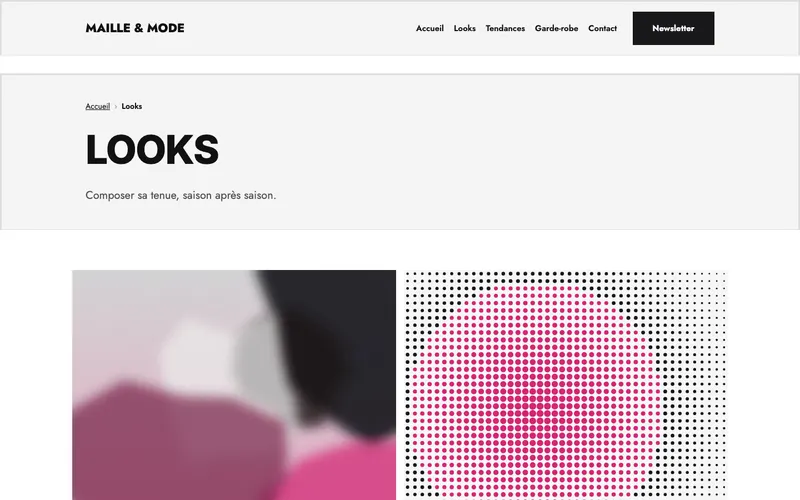 MAILLE & MODE
Accueil Looks Tendances Garde-robe Contact Newsletter
Accueil › Looks
LOOKS
Composer sa tenue, saison après saison.